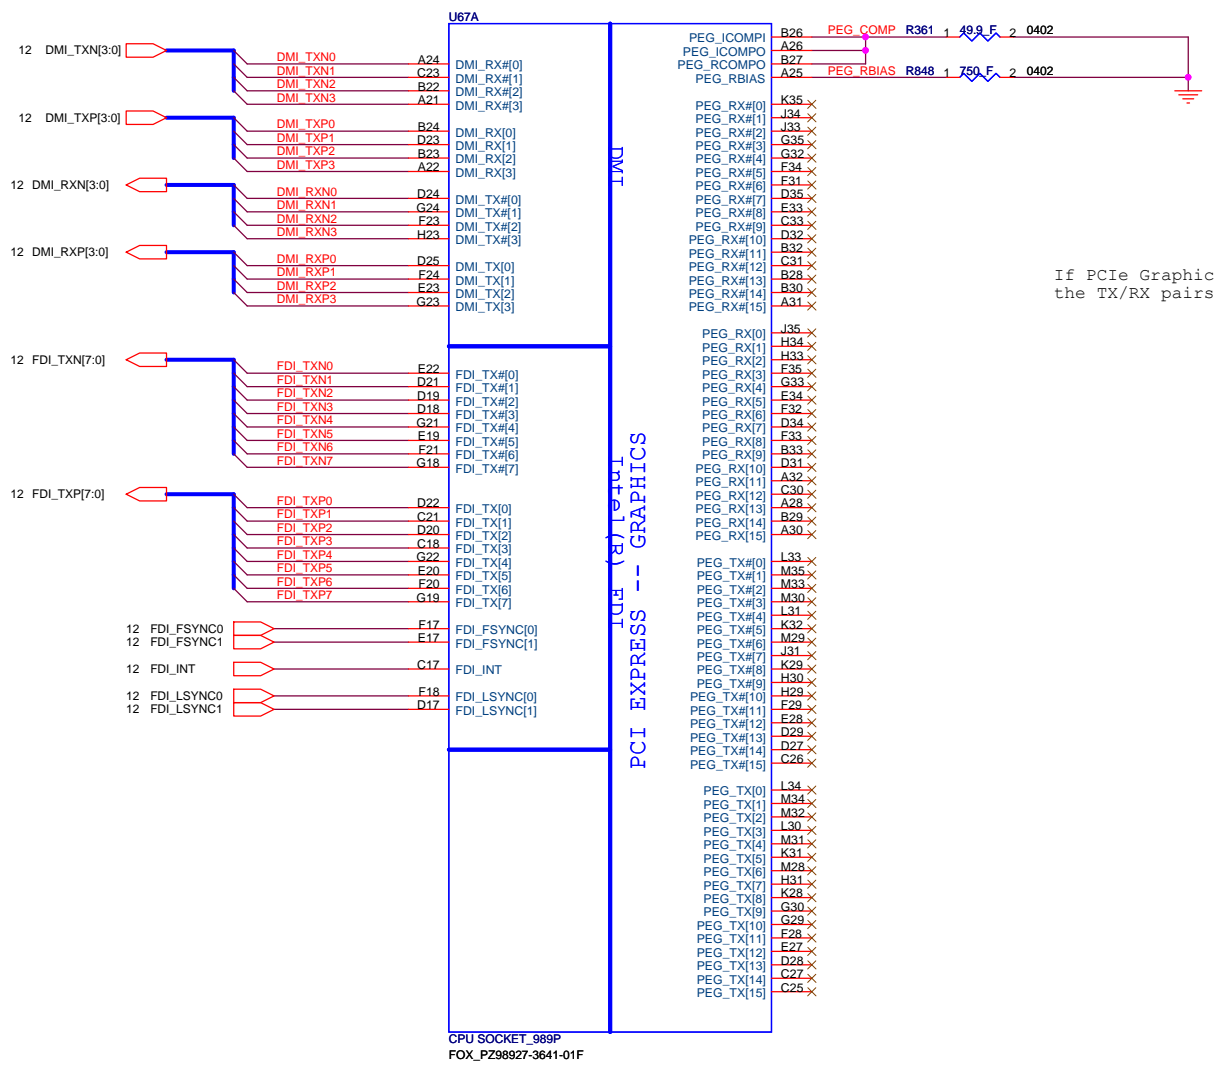 U67A
12 DMI_TXN[3:0]
DMI_TXN0 A24 DMI_RX#[0]
DMI_TXN1 C23 DMI_RX#[1]
DMI_TXN2 B22 DMI_RX#[2]
DMI_TXN3 A21 DMI_RX#[3]
12 DMI_TXP[3:0]
DMI_TXP0 B24 DMI_RX[0]
DMI_TXP1 D23 DMI_RX[1]
DMI_TXP2 B23 DMI_RX[2]
DMI_TXP3 A22 DMI_RX[3]
12 DMI_RXN[3:0]
DMI_RXN0 D24 DMI_TX#[0]
DMI_RXN1 G24 DMI_TX#[1]
DMI_RXN2 F23 DMI_TX#[2]
DMI_RXN3 H23 DMI_TX#[3]
12 DMI_RXP[3:0]
DMI_RXP0 D25 DMI_TX[0]
DMI_RXP1 F24 DMI_TX[1]
DMI_RXP2 E23 DMI_TX[2]
DMI_RXP3 G23 DMI_TX[3]
12 FDI_TXN[7:0]
FDI_TXN0 E22 FDI_TX#[0]
FDI_TXN1 D21 FDI_TX#[1]
FDI_TXN2 D19 FDI_TX#[2]
FDI_TXN3 D18 FDI_TX#[3]
FDI_TXN4 G21 FDI_TX#[4]
FDI_TXN5 E19 FDI_TX#[5]
FDI_TXN6 F21 FDI_TX#[6]
FDI_TXN7 G18 FDI_TX#[7]
12 FDI_TXP[7:0]
FDI_TXP0 D22 FDI_TX[0]
FDI_TXP1 C21 FDI_TX[1]
FDI_TXP2 D20 FDI_TX[2]
FDI_TXP3 C18 FDI_TX[3]
FDI_TXP4 G22 FDI_TX[4]
FDI_TXP5 E20 FDI_TX[5]
FDI_TXP6 F20 FDI_TX[6]
FDI_TXP7 G19 FDI_TX[7]
12 FDI_FSYNC0 F17 FDI_FSYNC[0]
12 FDI_FSYNC1 E17 FDI_FSYNC[1]
12 FDI_INT C17 FDI_INT
12 FDI_LSYNC0 F18 FDI_LSYNC[0]
12 FDI_LSYNC1 D17 FDI_LSYNC[1]
DMI
Intel(R) FDI
PCI EXPRESS -- GRAPHICS
PEG_ICOMPI B26 PEG_COMP R361 1 49.9_F 2 0402
PEG_ICOMPO A26
PEG_RCOMPO B27
PEG_RBIAS A25 PEG_RBIAS R848 1 750_F 2 0402
PEG_RX#[0] K35
PEG_RX#[1] J34
PEG_RX#[2] J33
PEG_RX#[3] G35
PEG_RX#[4] G32
PEG_RX#[5] F34
PEG_RX#[6] F31
PEG_RX#[7] D35
PEG_RX#[8] E33
PEG_RX#[9] C33
PEG_RX#[10] D32
PEG_RX#[11] B32
PEG_RX#[12] C31
PEG_RX#[13] B28
PEG_RX#[14] B30
PEG_RX#[15] A31
PEG_RX[0] J35
PEG_RX[1] H34
PEG_RX[2] H33
PEG_RX[3] F35
PEG_RX[4] G33
PEG_RX[5] E34
PEG_RX[6] F32
PEG_RX[7] D34
PEG_RX[8] F33
PEG_RX[9] B33
PEG_RX[10] D31
PEG_RX[11] A32
PEG_RX[12] C30
PEG_RX[13] A28
PEG_RX[14] B29
PEG_RX[15] A30
PEG_TX#[0] L33
PEG_TX#[1] M35
PEG_TX#[2] M33
PEG_TX#[3] M30
PEG_TX#[4] L31
PEG_TX#[5] K32
PEG_TX#[6] M29
PEG_TX#[7] J31
PEG_TX#[8] K29
PEG_TX#[9] H30
PEG_TX#[10] H29
PEG_TX#[11] F29
PEG_TX#[12] E28
PEG_TX#[13] D29
PEG_TX#[14] D27
PEG_TX#[15] C26
PEG_TX[0] L34
PEG_TX[1] M34
PEG_TX[2] M32
PEG_TX[3] L30
PEG_TX[4] M31
PEG_TX[5] K31
PEG_TX[6] M28
PEG_TX[7] H31
PEG_TX[8] K28
PEG_TX[9] G30
PEG_TX[10] G29
PEG_TX[11] F28
PEG_TX[12] E27
PEG_TX[13] D28
PEG_TX[14] C27
PEG_TX[15] C25
If PCIe Graphic
the TX/RX pairs
CPU SOCKET_989P
FOX_PZ98927-3641-01F